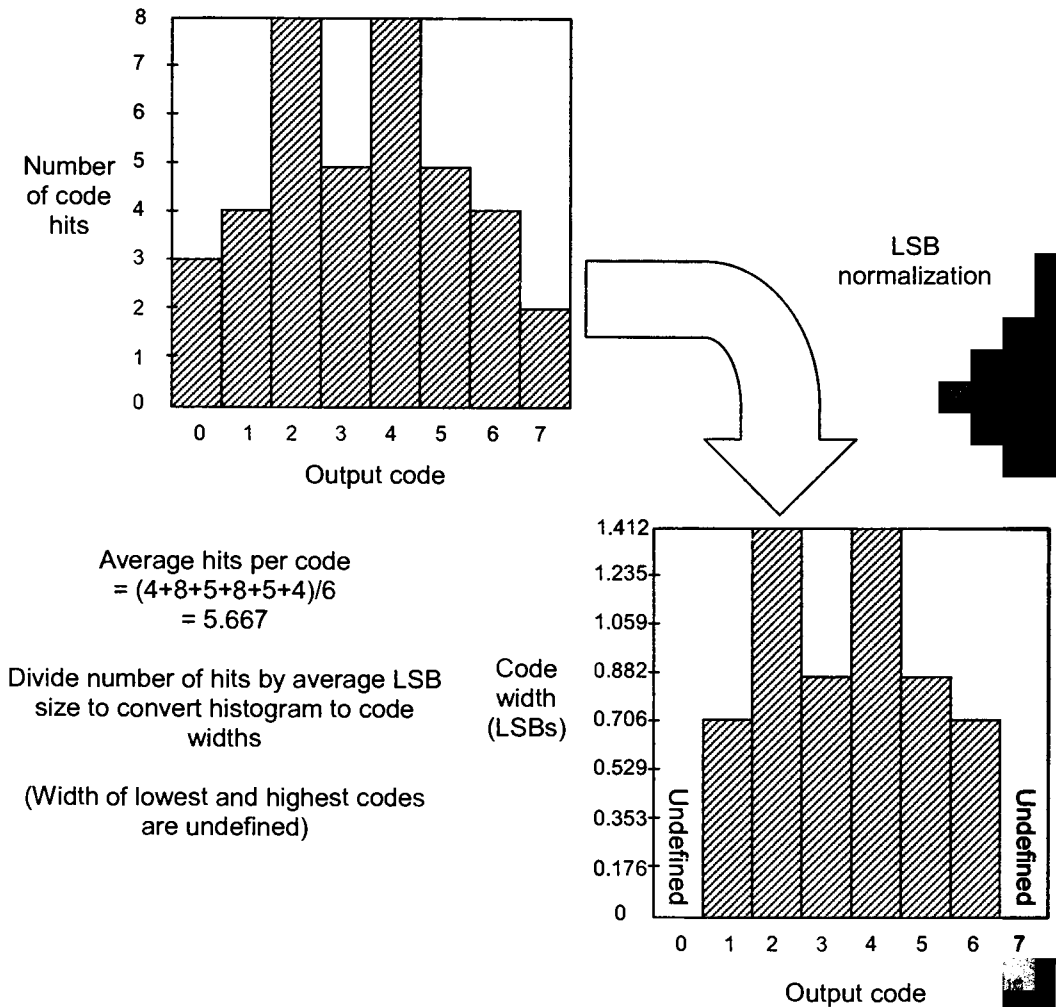 8
7
6
5
4
3
2
1
0
Number
of code
hits
0 1 2 3 4 5 6 7
Output code
LSB
normalization
Average hits per code
= (4+8+5+8+5+4)/6
= 5.667
Divide number of hits by average LSB
size to convert histogram to code
widths
(Width of lowest and highest codes
are undefined)
Code
width
(LSBs)
1.412
1.235
1.059
0.882
0.706
0.529
0.353
0.176
0
Undefined
Undefined
0 1 2 3 4 5 6 7
Output code